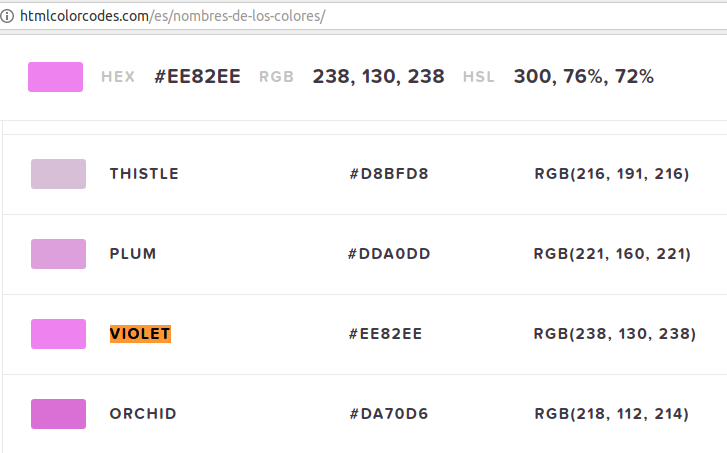 htmlcolorcodes.com/es/nombres-de-los-colores/
HEX #EE82EE RGB 238, 130, 238 HSL 300, 76%, 72%
THISTLE #D8BFD8 RGB(216, 191, 216)
PLUM #DDA0DD RGB(221, 160, 221)
VIOLET #EE82EE RGB(238, 130, 238)
ORCHID #DA70D6 RGB(218, 112, 214)